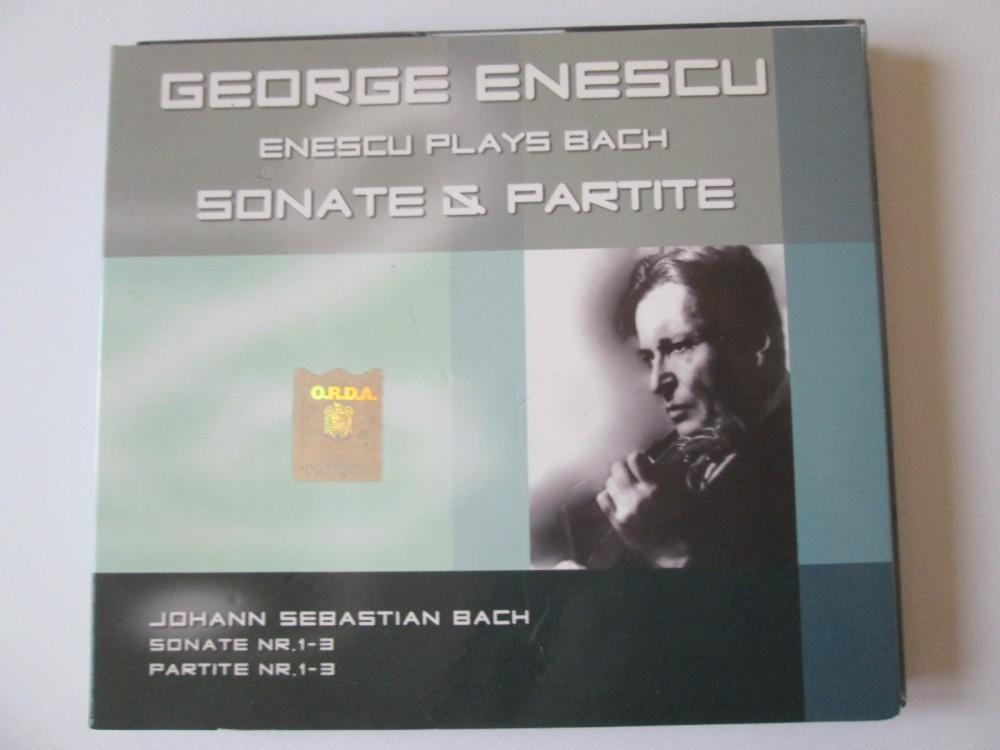 GEORGE ENESCU
ENESCU PLAYS BACH
SONATE & PARTITE
O.R.D.A.
JOHANN SEBASTIAN BACH
SONATE NR.1-3
PARTITE NR.1-3